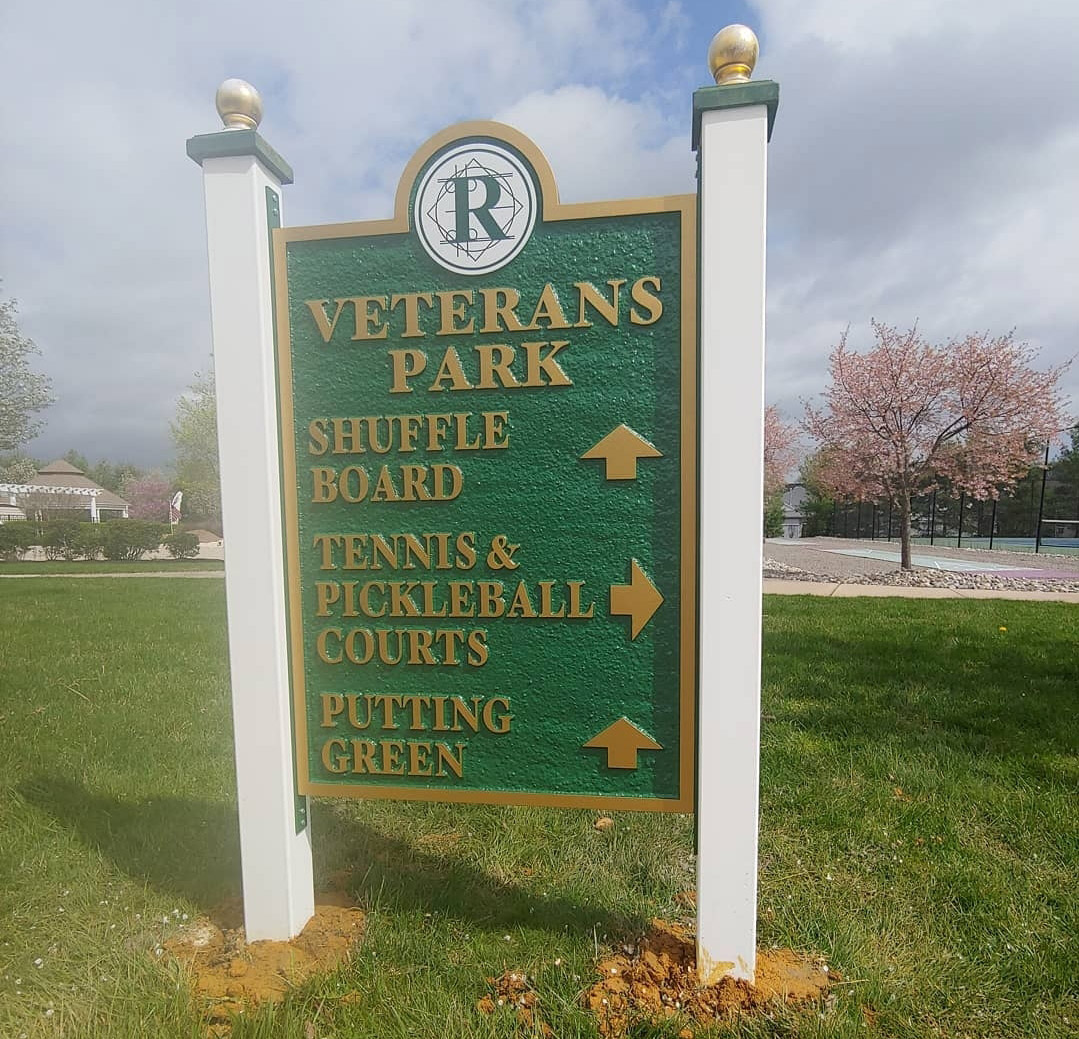 R
VETERANS
PARK
SHUFFLE
BOARD
TENNIS &
PICKLEBALL
COURTS
PUTTING
GREEN